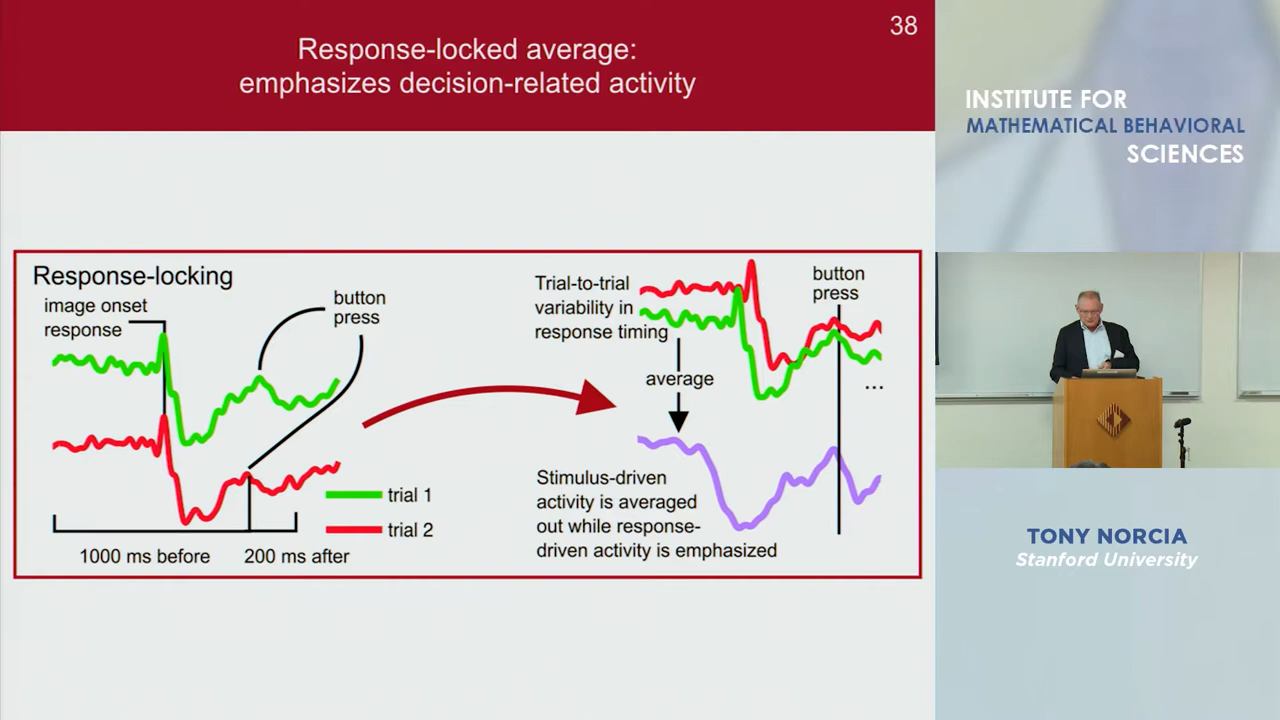 Response-locked average:
emphasizes decision-related activity
38
Response-locking
image onset
response
button
press
trial 1
trial 2
1000 ms before
200 ms after
Trial-to-trial
variability in
response timing
button
press
average
...
Stimulus-driven
activity is averaged
out while response-
driven activity is emphasized
INSTITUTE FOR
MATHEMATICAL BEHAVIORAL
SCIENCES
TONY NORCIA
Stanford University